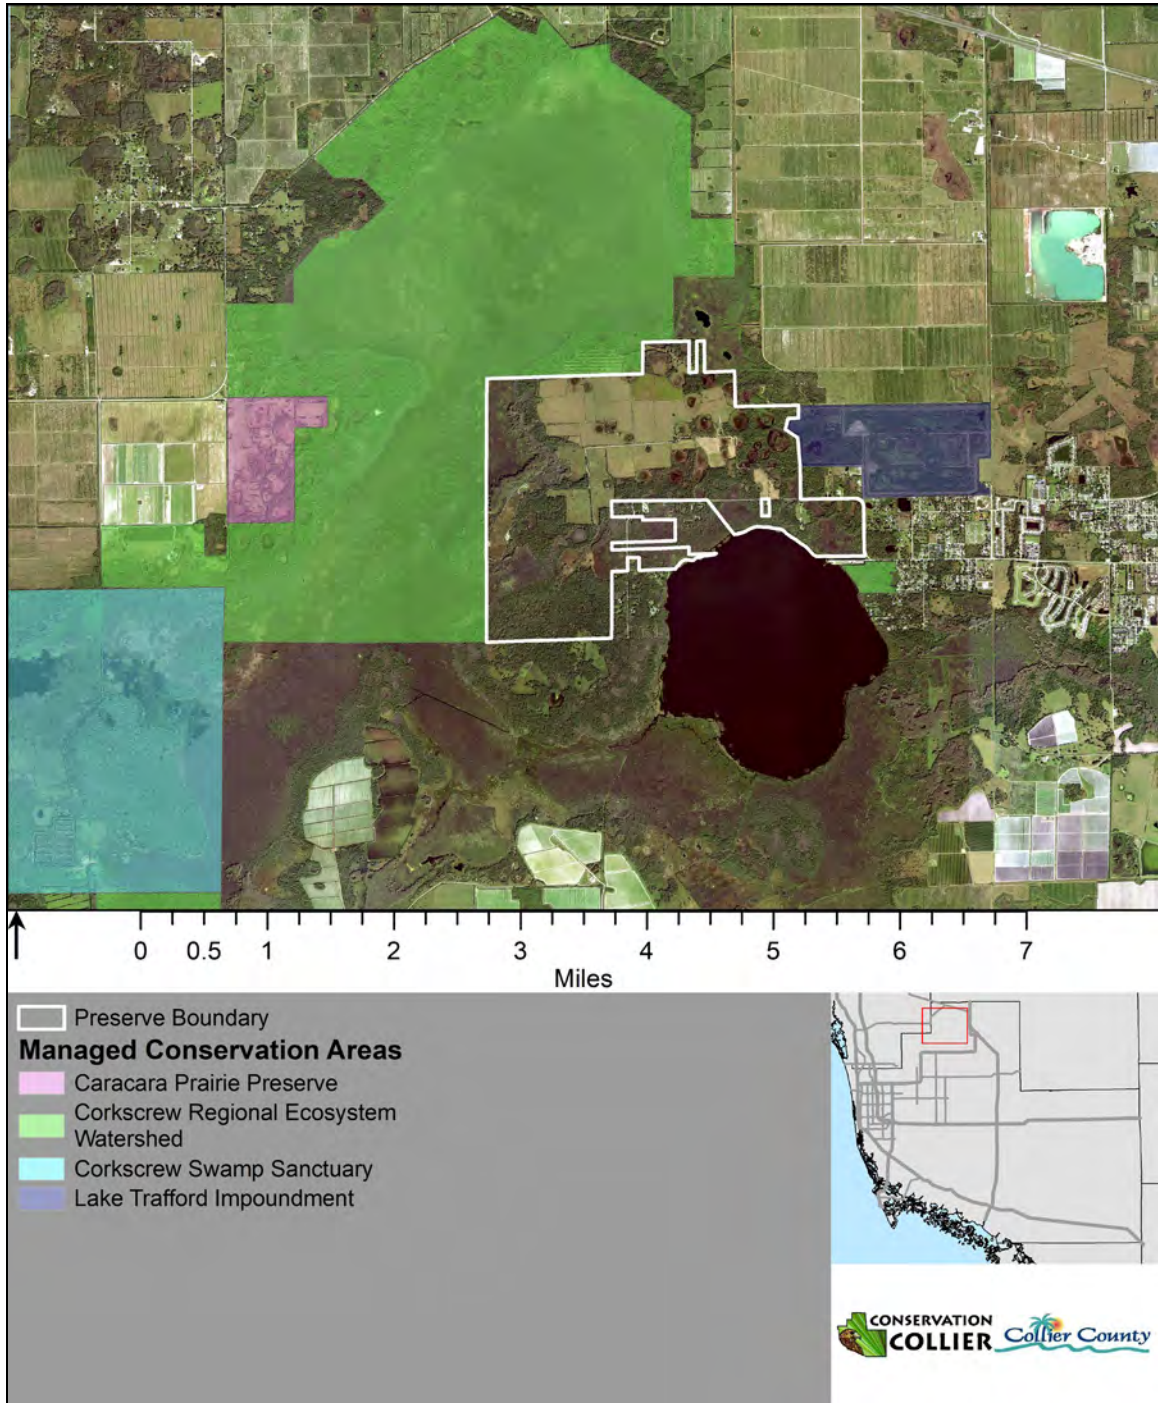 0 0.5 1 2 3 4 5 6 7
Miles
Preserve Boundary
Managed Conservation Areas
Caracara Prairie Preserve
Corkscrew Regional Ecosystem
Watershed
Corkscrew Swamp Sanctuary
Lake Trafford Impoundment
CONSERVATION
COLLIER
Collier County